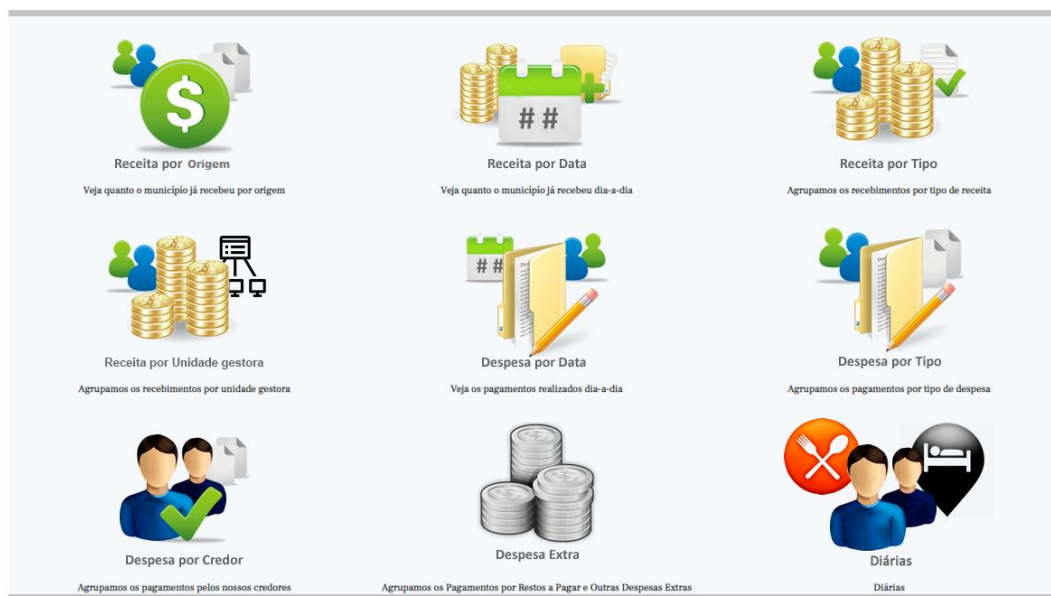 $
##
Receita por Origem
Receita por Data
Receita por Tipo
Veja quanto o município já recebeu por origem
Veja quanto o município já recebeu dia-a-dia
Agrupamos os recebimentos por tipo de receita
##
Receita por Unidade gestora
Despesa por Data
Despesa por Tipo
Agrupamos os recebimentos por unidade gestora
Veja os pagamentos realizados dia-a-dia
Agrupamos os pagamentos por tipo de despesa
Despesa por Credor
Despesa Extra
Diárias
Agrupamos os pagamentos pelos nossos credores
Agrupamos os Pagamentos por Restos a Pagar e Outras Despesas Extras
Diárias